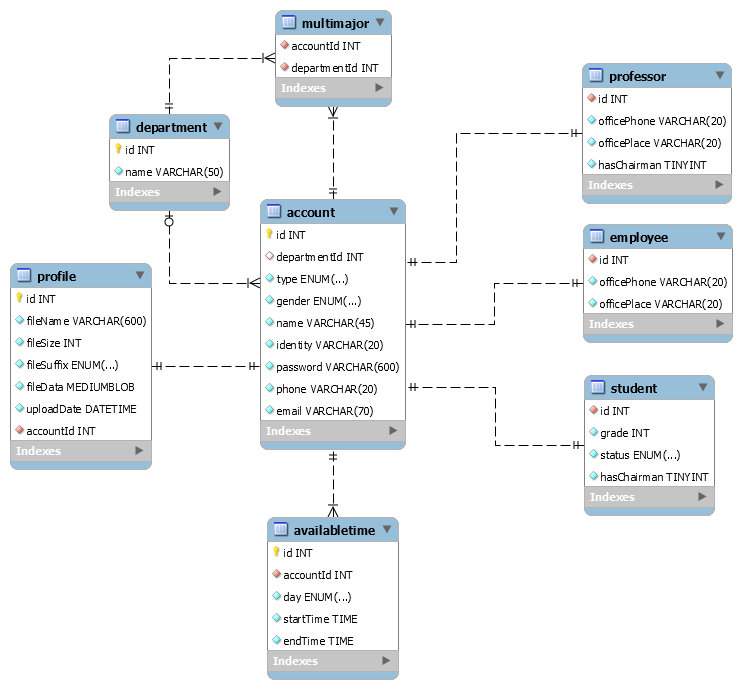 multimajor
accountId INT
departmentId INT
Indexes
department
id INT
name VARCHAR(50)
Indexes
professor
id INT
officePhone VARCHAR(20)
officePlace VARCHAR(20)
hasChairman TINYINT
Indexes
account
id INT
departmentId INT
type ENUM(...)
gender ENUM(...)
name VARCHAR(45)
identity VARCHAR(20)
password VARCHAR(600)
phone VARCHAR(20)
email VARCHAR(70)
Indexes
employee
id INT
officePhone VARCHAR(20)
officePlace VARCHAR(20)
Indexes
profile
id INT
fileName VARCHAR(600)
fileSize INT
fileSuffix ENUM(...)
fileData MEDIUMBLOB
uploadDate DATETIME
accountId INT
Indexes
student
id INT
grade INT
status ENUM(...)
hasChairman TINYINT
Indexes
availabletime
id INT
accountId INT
day ENUM(...)
startTime TIME
endTime TIME
Indexes